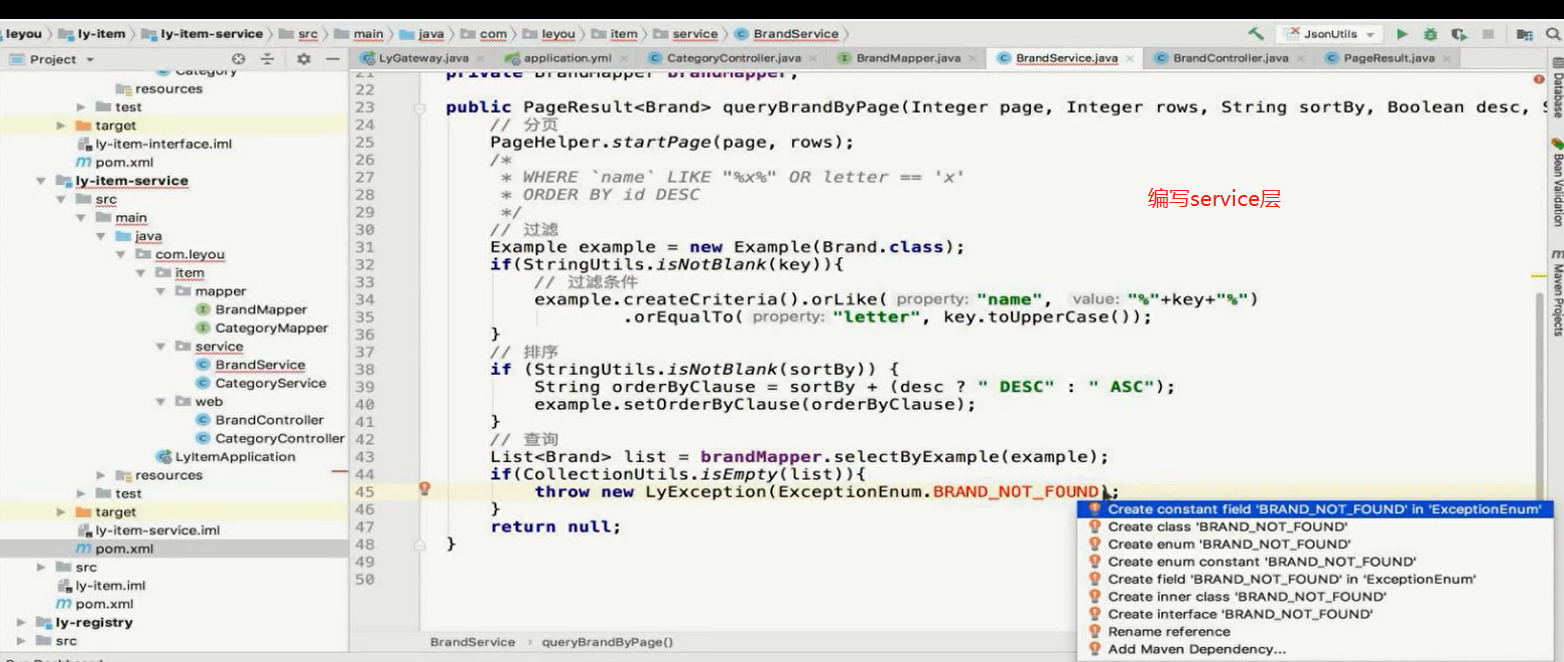 leyou ly-item ly-item-service src main java com leyou item service BrandService JsonUtils
Project LyGateway.java application.yml CategoryController.java BrandMapper.java BrandService.java BrandController.java PageResult.java
Category
resources
test
target
ly-item-interface.iml
pom.xml
ly-item-service
src
main
java
com.leyou
item
mapper
BrandMapper
CategoryMapper
service
BrandService
CategoryService
web
BrandController
CategoryController
LyItemApplication
resources
test
target
ly-item-service.iml
pom.xml
src
ly-item.iml
pom.xml
ly-registry
src
21 private BrandMapper brandMapper;
22
23 public PageResult<Brand> queryBrandByPage(Integer page, Integer rows, String sortBy, Boolean desc, S
24 // 分页
25 PageHelper.startPage(page, rows);
26 /*
27 * WHERE `name` LIKE "%x%" OR letter == 'x'
28 * ORDER BY id DESC
29 */
30 // 过滤
31 Example example = new Example(Brand.class);
32 if(StringUtils.isNotBlank(key)){
33 // 过滤条件
34 example.createCriteria().orLike( property: "name", value: "%"+key+"%")
35 .orEqualTo( property: "letter", key.toUpperCase());
36 }
37 // 排序
38 if (StringUtils.isNotBlank(sortBy)) {
39 String orderByClause = sortBy + (desc ? " DESC" : " ASC");
40 example.setOrderByClause(orderByClause);
41 }
42 // 查询
43 List<Brand> list = brandMapper.selectByExample(example);
44 if(CollectionUtils.isEmpty(list)){
45 throw new LyException(ExceptionEnum.BRAND_NOT_FOUND);
46 }
47 return null;
48 }
49
50
编写service层
Create constant field 'BRAND_NOT_FOUND' in 'ExceptionEnum'
Create class 'BRAND_NOT_FOUND'
Create enum 'BRAND_NOT_FOUND'
Create enum constant 'BRAND_NOT_FOUND'
Create field 'BRAND_NOT_FOUND' in 'ExceptionEnum'
Create inner class 'BRAND_NOT_FOUND'
Create interface 'BRAND_NOT_FOUND'
Rename reference
Add Maven Dependency...
BrandService queryBrandByPage()
Database
Bean Validation
Maven Projects